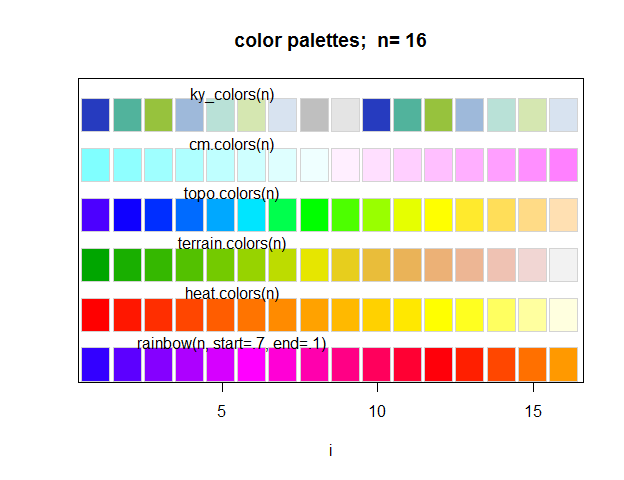 color palettes;  n= 16
ky_colors(n)
cm.colors(n)
topo.colors(n)
terrain.colors(n)
heat.colors(n)
rainbow(n, start=.7, end=.1)
5 10 15
i